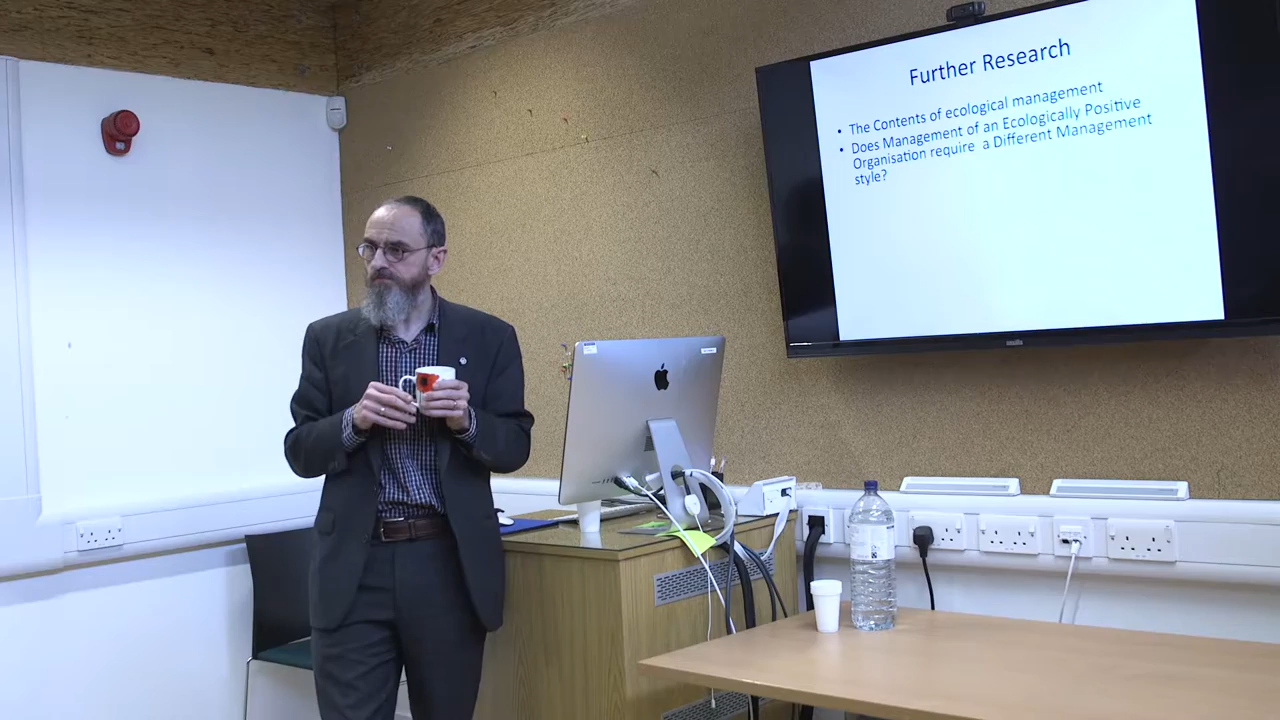 Further Research
• The Contents of ecological management
• Does Management of an Ecologically Positive
Organisation require a Different Management
style?